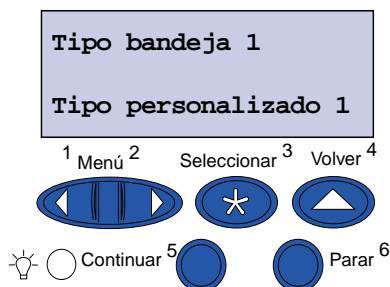 Tipo bandeja 1
Tipo personalizado 1
1 Menú 2 Seleccionar 3 Volver 4
Continuar 5 Parar 6